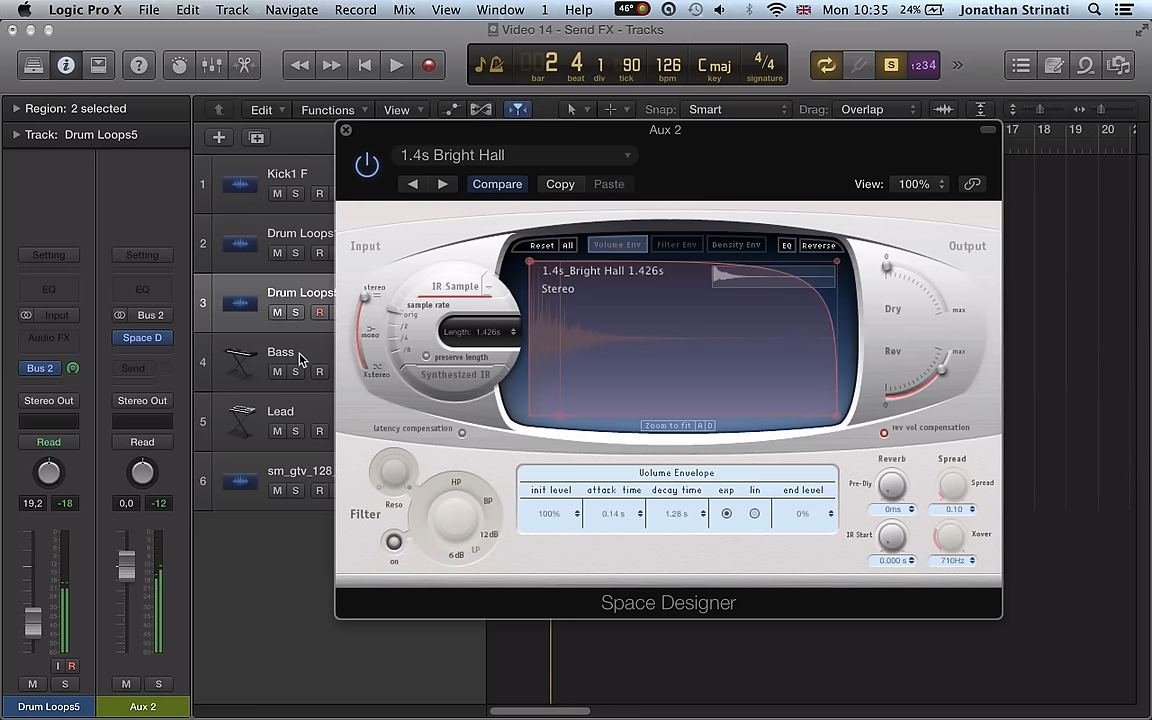 Logic Pro X File Edit Track Navigate Record Mix View Window 1 Help 46° Mon 10:35 24% Jonathan Strinati
Video 14 - Send FX - Tracks
2 4 1 90 126 C maj 4/4
bar beat div tick bpm key signature
S 1234
Region: 2 selected
Edit Functions View Snap: Smart Drag: Overlap
Track: Drum Loops5
17 18 19 20
Aux 2
1.4s Bright Hall
Compare Copy Paste View: 100%
1 Kick1 F
M S R
2 Drum Loops
M S R
3 Drum Loops
M S R
4 Bass
M S R
5 Lead
M S R
6 sm_gtv_128
M S R
Setting Setting
EQ EQ
Input Bus 2
Audio FX Space D
Bus 2 Send
Stereo Out Stereo Out
Read Read
19,2 -18 0,0 -12
I R
M S M S
Drum Loops5 Aux 2
Input
Reset All Volume Env Filter Env Density Env EQ Reverse
Output
1.4s_Bright Hall 1.426s
Stereo
IR Sample
stereo
sample rate
orig
/2
/4
/8
mono
Xstereo
Length: 1.426s
preserve length
Synthesized IR
0
Dry
max
Rev
max
0
Zoom to fit A D
latency compensation
rev vol compensation
Volume Envelope
init level attack time decay time exp lin end level
100% 0.14 s 1.28 s 0%
Reso
Filter
on
HP
BP
12dB
LP
6dB
Reverb Spread
Pre-Dly Spread
0ms 0.10
IR Start Xover
0.000 s 710Hz
Space Designer